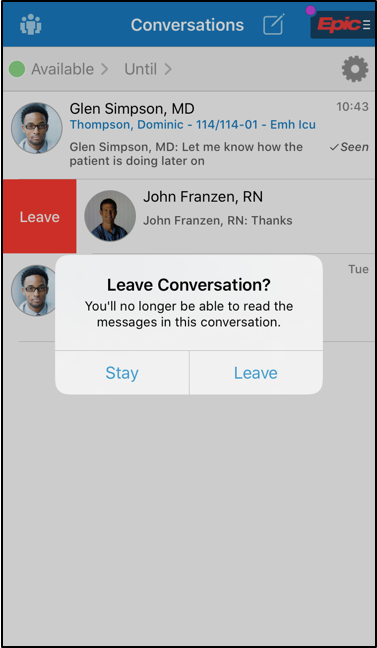 Conversations
Epic
Available
Until
Glen Simpson, MD
10:43
Thompson, Dominic - 114/114-01 - Emh Icu
Glen Simpson, MD: Let me know how the
patient is doing later on
✓Seen
Leave
John Franzen, RN
John Franzen, RN: Thanks
Tue
Leave Conversation?
You'll no longer be able to read the
messages in this conversation.
Stay
Leave